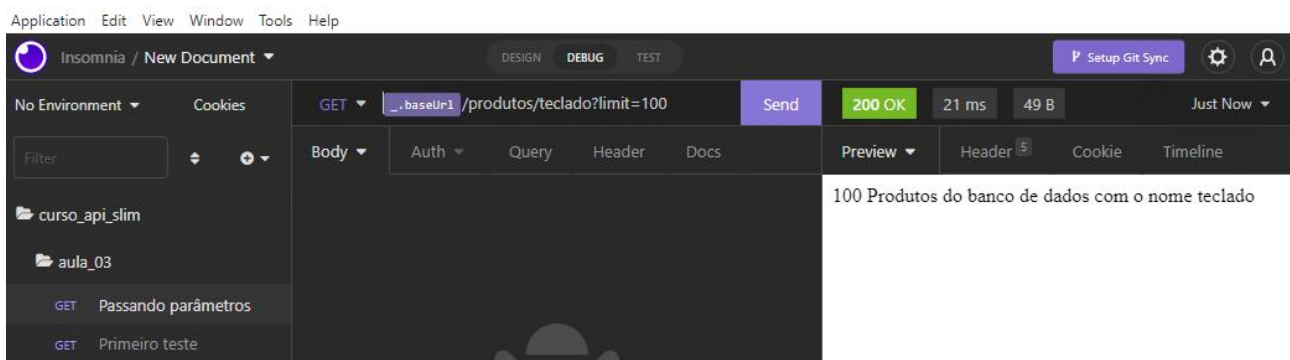 Application Edit View Window Tools Help
Insomnia / New Document
DESIGN DEBUG TEST
Setup Git Sync
No Environment
Cookies
GET _.baseUrl /produtos/teclado?limit=100
Send
200 OK
21 ms
49 B
Just Now
Filter
Body Auth Query Header Docs
Preview Header 5 Cookie Timeline
100 Produtos do banco de dados com o nome teclado
curso_api_slim
aula_03
GET Passando parâmetros
GET Primeiro teste